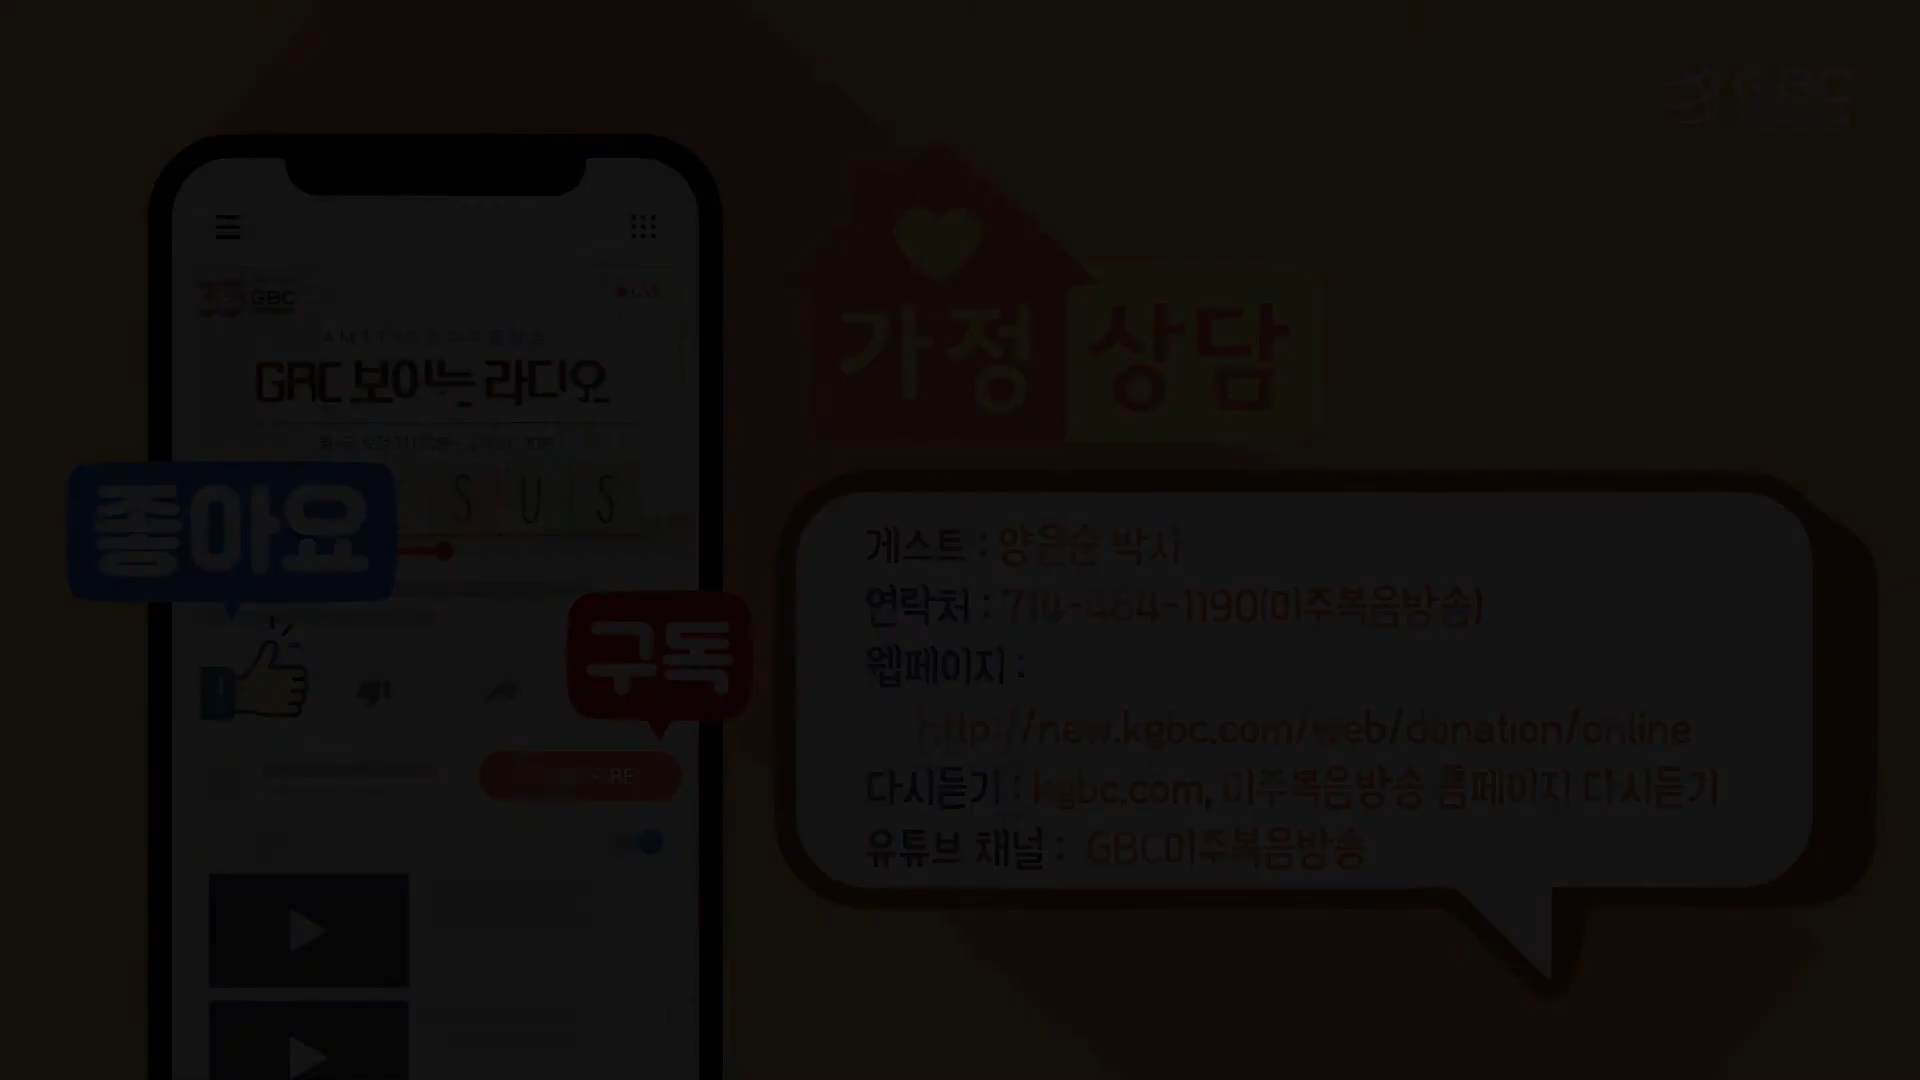 GBC
GBC
LIVE
GBC 보이는 라디오
S U S
좋아요
구독
가정 상담
게스트 : 양은순 박사
연락처 : 714-484-1190(미주복음방송)
웹페이지 :
http://new.kgbc.com/web/donation/online
다시듣기 : kgbc.com, 미주복음방송 홈페이지 다시듣기
유튜브 채널 : GBC미주복음방송